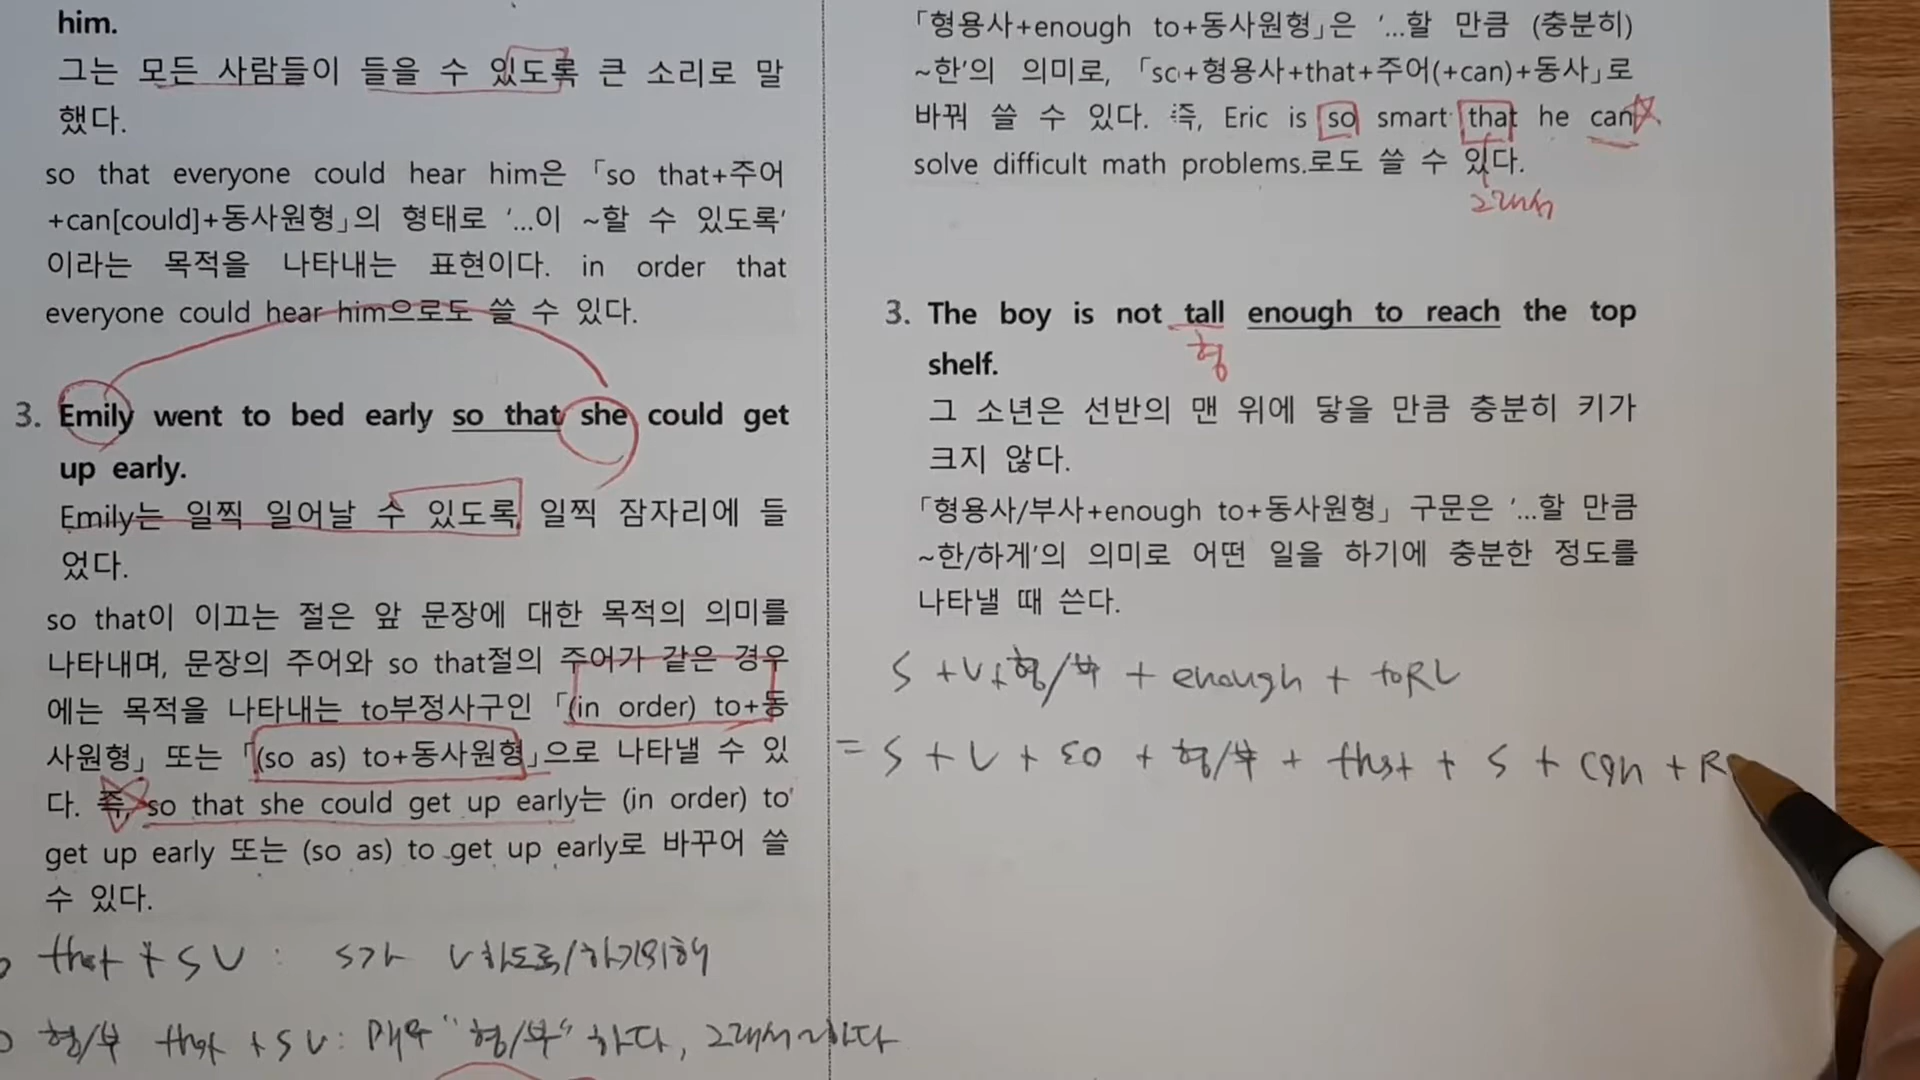 him.
그는 모든 사람들이 들을 수 있도록 큰 소리로 말
했다.
so that everyone could hear him은 「so that+주어
+can[could]+동사원형」의 형태로 '…이 ~할 수 있도록'
이라는 목적을 나타내는 표현이다. in order that
everyone could hear him으로도 쓸 수 있다.
3. Emily went to bed early so that she could get
up early.
Emily는 일찍 일어날 수 있도록 일찍 잠자리에 들
었다.
so that이 이끄는 절은 앞 문장에 대한 목적의 의미를
나타내며, 문장의 주어와 so that절의 주어가 같은 경우
에는 목적을 나타내는 to부정사구인 「(in order) to+동
사원형」 또는 「(so as) to+동사원형」으로 나타낼 수 있
다. 즉, so that she could get up early는 (in order) to
get up early 또는 (so as) to get up early로 바꾸어 쓸
수 있다.
that + S V : S가 V하도록/하기위해
형/부 that + S V : 매우 "형/부"하다, 그래서 ~하다
「형용사+enough to+동사원형」은 '…할 만큼 (충분히)
~한'의 의미로, 「so+형용사+that+주어(+can)+동사」로
바꿔 쓸 수 있다. 즉, Eric is so smart that he can
solve difficult math problems.로도 쓸 수 있다.
그래서
3. The boy is not tall enough to reach the top
형
shelf.
그 소년은 선반의 맨 위에 닿을 만큼 충분히 키가
크지 않다.
「형용사/부사+enough to+동사원형」 구문은 '…할 만큼
~한/하게'의 의미로 어떤 일을 하기에 충분한 정도를
나타낼 때 쓴다.
S + V + 형/부 + enough + to R
= S + V + so + 형/부 + that + S + can + R